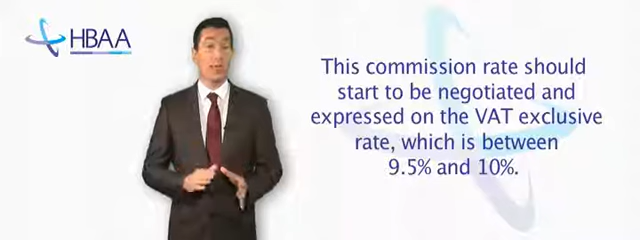 HBAA
This commission rate should
start to be negotiated and
expressed on the VAT exclusive
rate, which is between
9.5% and 10%.